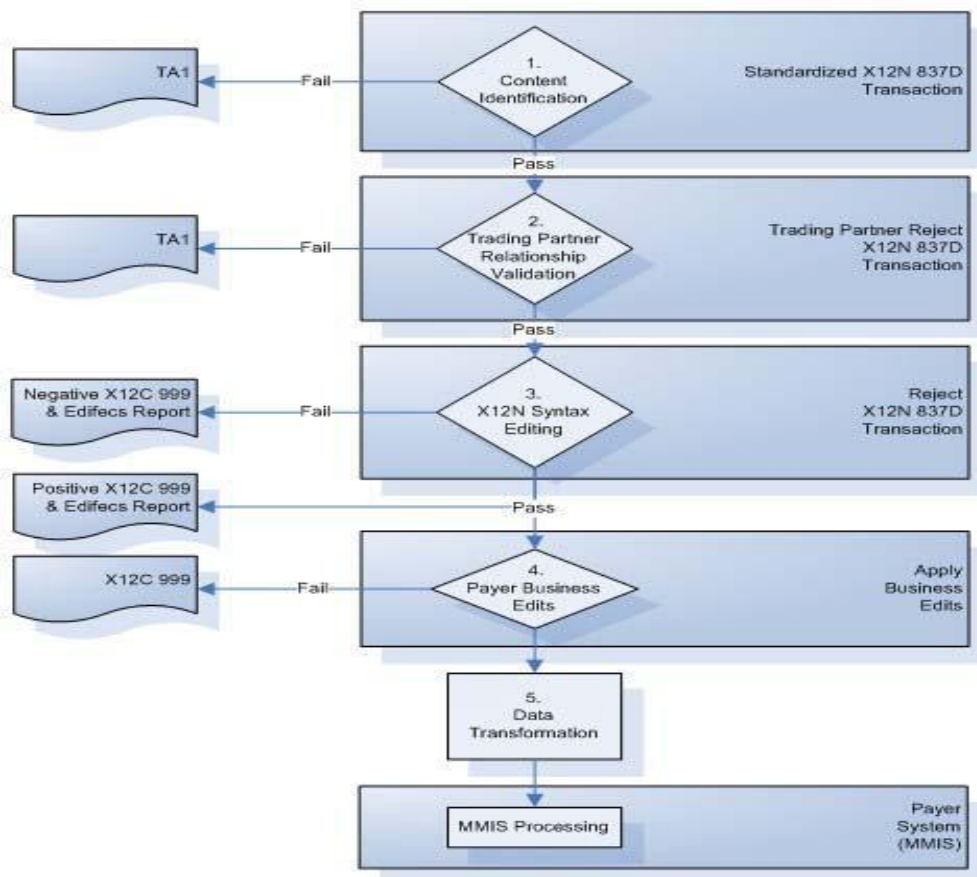 TA1
Fail
1.
Content
Identification
Standardized X12N 837D
Transaction
Pass
TA1
Fail
2.
Trading Partner
Relationship
Validation
Trading Partner Reject
X12N 837D
Transaction
Pass
Negative X12C 999
& Edifecs Report
Fail
3.
X12N Syntax
Editing
Reject
X12N 837D
Transaction
Positive X12C 999
& Edifecs Report
Pass
X12C 999
Fail
4.
Payer Business
Edits
Apply
Business
Edits
5.
Data
Transformation
MMIS Processing
Payer
System
(MMIS)